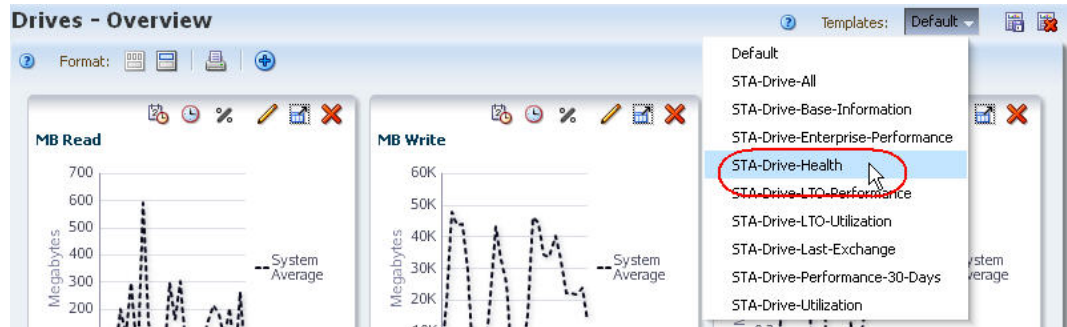 Drives - Overview
Templates: Default
Format:
Default
STA-Drive-All
STA-Drive-Base-Information
STA-Drive-Enterprise-Performance
STA-Drive-Health
STA-Drive-LTO-Performance
STA-Drive-LTO-Utilization
STA-Drive-Last-Exchange
STA-Drive-Performance-30-Days
STA-Drive-Utilization
MB Read
700
600
500
400
300
200
Megabytes
System
Average
MB Write
60K
50K
40K
30K
20K
Megabytes
System
Average